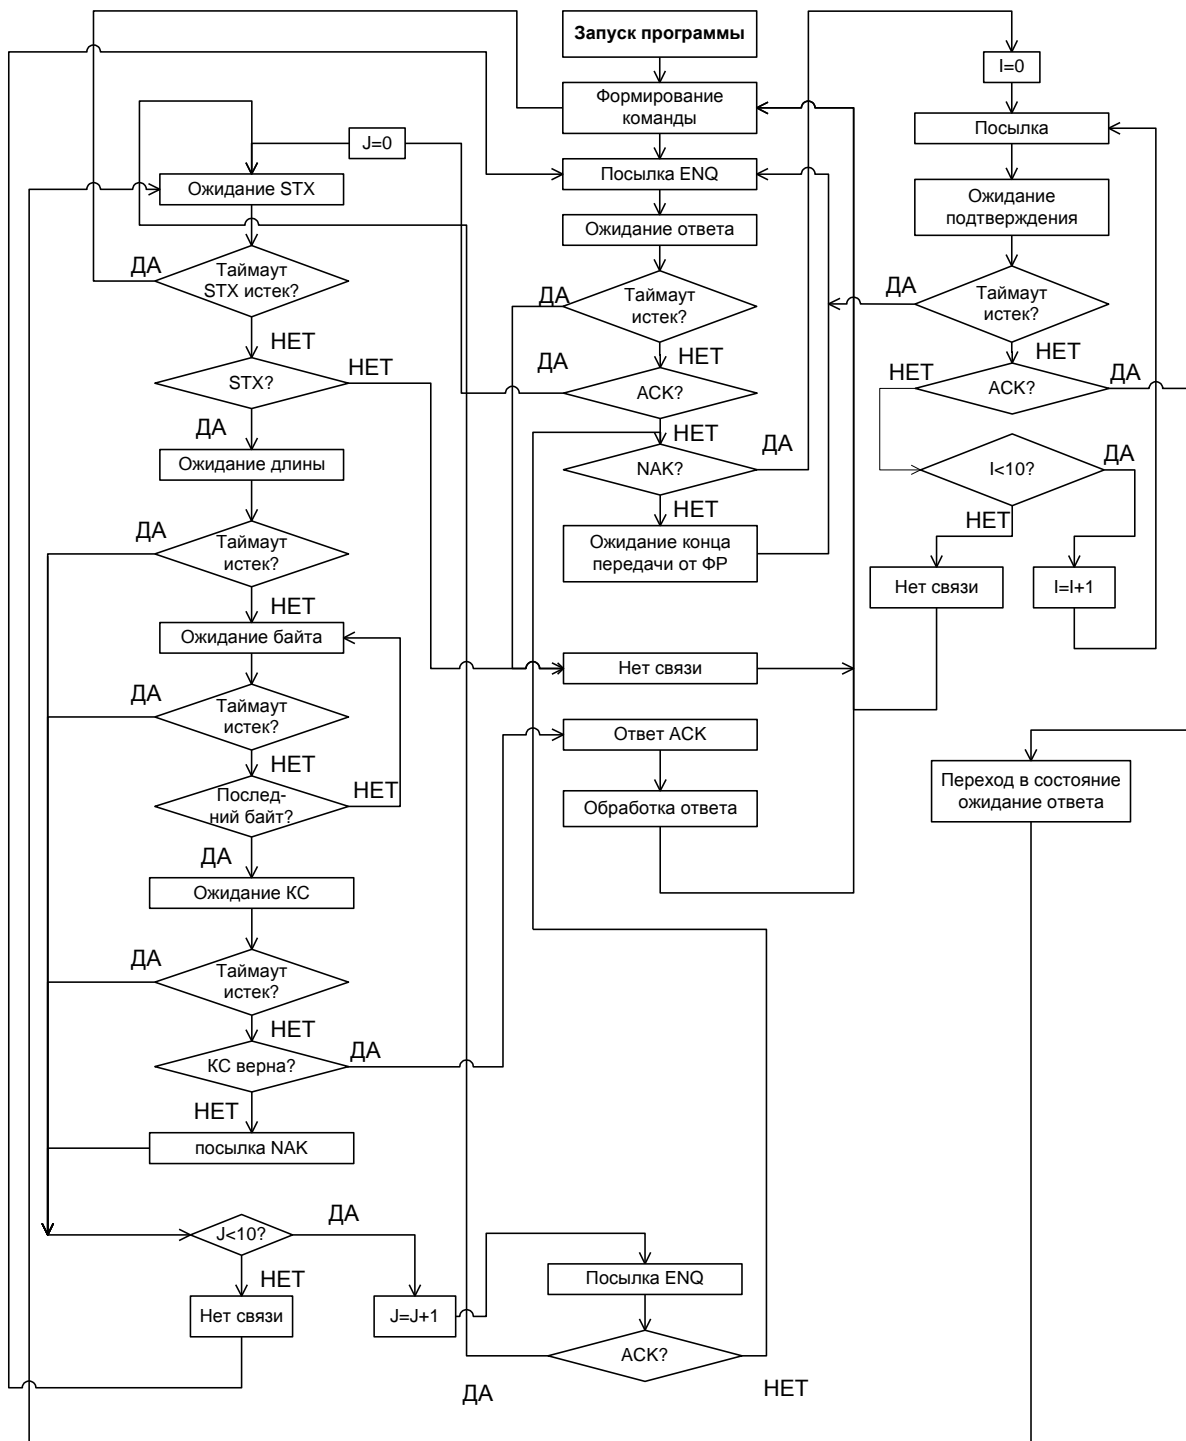 Запуск программы
Формирование
команды
Посылка ENQ
Ожидание ответа
Таймаут
истек?
ДА
НЕТ
ACK?
ДА
НЕТ
NAK?
ДА
НЕТ
Ожидание конца
передачи от ФР
Нет связи
Ответ ACK
Обработка ответа
J=0
Ожидание STX
Таймаут
STX истек?
ДА
НЕТ
STX?
НЕТ
ДА
Ожидание длины
Таймаут
истек?
ДА
НЕТ
Ожидание байта
Таймаут
истек?
ДА
НЕТ
Послед-
ний байт?
НЕТ
ДА
Ожидание КС
Таймаут
истек?
ДА
НЕТ
КС верна?
ДА
НЕТ
посылка NAK
J<10?
ДА
НЕТ
Нет связи
J=J+1
Посылка ENQ
ACK?
ДА
НЕТ
I=0
Посылка
Ожидание
подтверждения
Таймаут
истек?
ДА
НЕТ
ACK?
НЕТ
ДА
I<10?
ДА
НЕТ
Нет связи
I=I+1
Переход в состояние
ожидание ответа